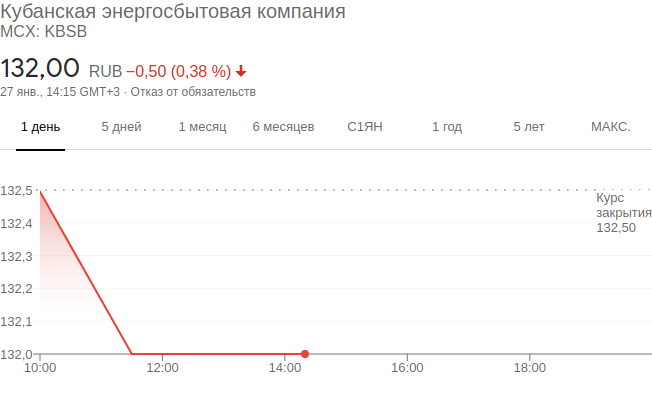 Кубанская энергосбытовая компания
MCX: KBSB
132,00 RUB −0,50 (0,38 %)
27 янв., 14:15 GMT+3 · Отказ от обязательств
1 день 5 дней 1 месяц 6 месяцев С1ЯН 1 год 5 лет МАКС.
132,5
Курс
закрытия
132,50
132,4
132,3
132,2
132,1
132,0
10:00 12:00 14:00 16:00 18:00